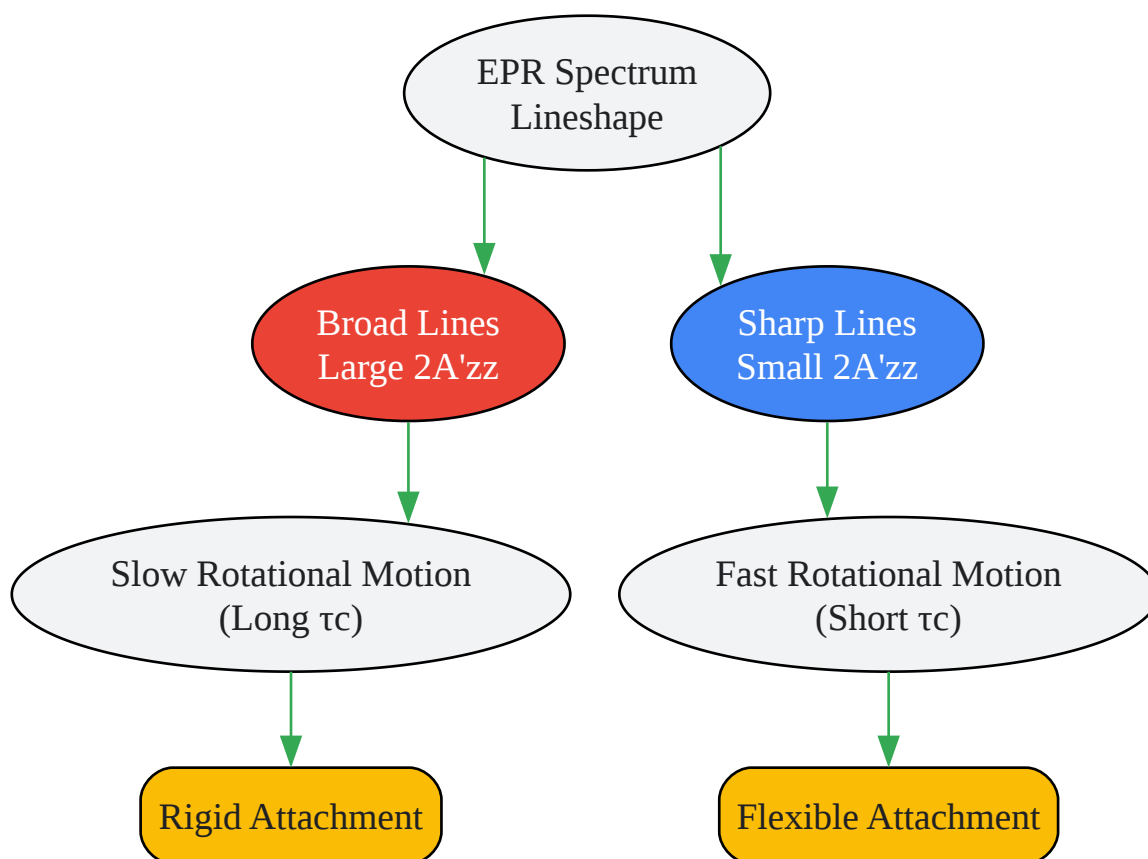 EPR Spectrum
Lineshape
Broad Lines
Large 2A'zz
Sharp Lines
Small 2A'zz
Slow Rotational Motion
(Long τc)
Fast Rotational Motion
(Short τc)
Rigid Attachment
Flexible Attachment